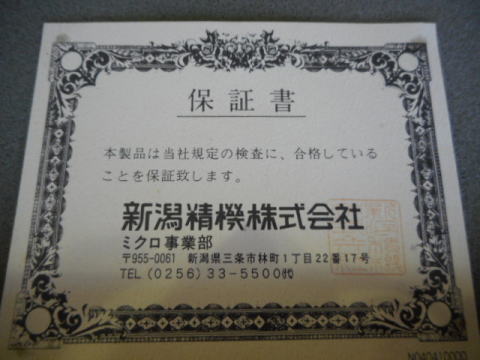 保証書
本製品は当社規定の検査に、合格している
ことを保証致します。
新潟精機株式会社
ミクロ事業部
〒955-0061 新潟県三条市林町1丁目22番17号
TEL(0256)33-5500㈹